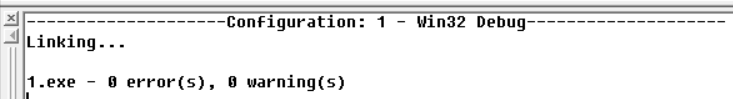 --------------------Configuration: 1 - Win32 Debug--------------------
Linking...
1.exe - 0 error(s), 0 warning(s)